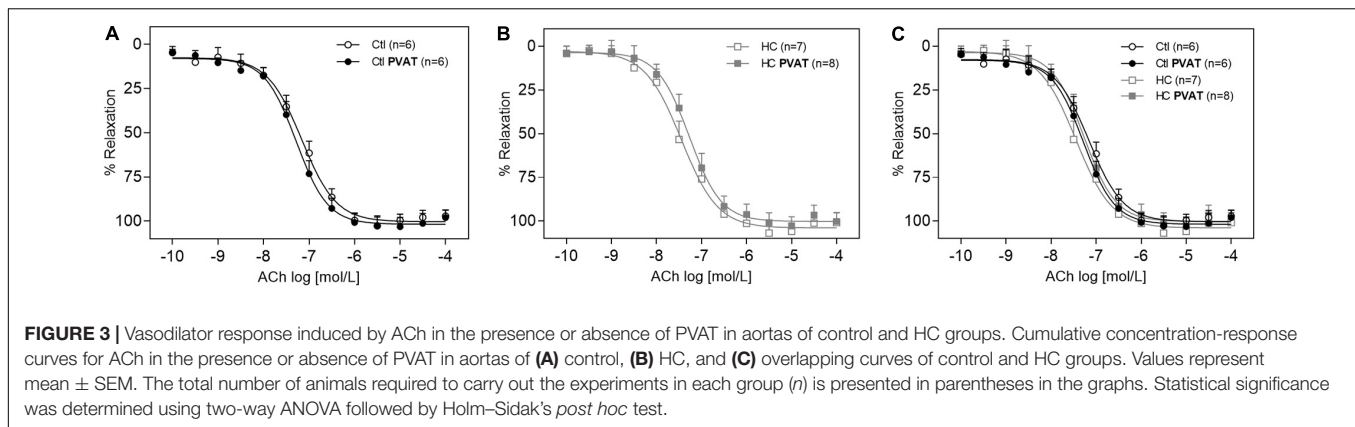 A
Ctl (n=6)
Ctl PVAT (n=6)
0
25
50
75
100
% Relaxation
-10 -9 -8 -7 -6 -5 -4
ACh log [mol/L]
B
HC (n=7)
HC PVAT (n=8)
0
25
50
75
100
% Relaxation
-10 -9 -8 -7 -6 -5 -4
ACh log [mol/L]
C
Ctl (n=6)
Ctl PVAT (n=6)
HC (n=7)
HC PVAT (n=8)
0
25
50
75
100
% Relaxation
-10 -9 -8 -7 -6 -5 -4
ACh log [mol/L]
FIGURE 3 | Vasodilator response induced by ACh in the presence or absence of PVAT in aortas of control and HC groups. Cumulative concentration-response
curves for ACh in the presence or absence of PVAT in aortas of (A) control, (B) HC, and (C) overlapping curves of control and HC groups. Values represent
mean ± SEM. The total number of animals required to carry out the experiments in each group (n) is presented in parentheses in the graphs. Statistical significance
was determined using two-way ANOVA followed by Holm–Sidak's post hoc test.